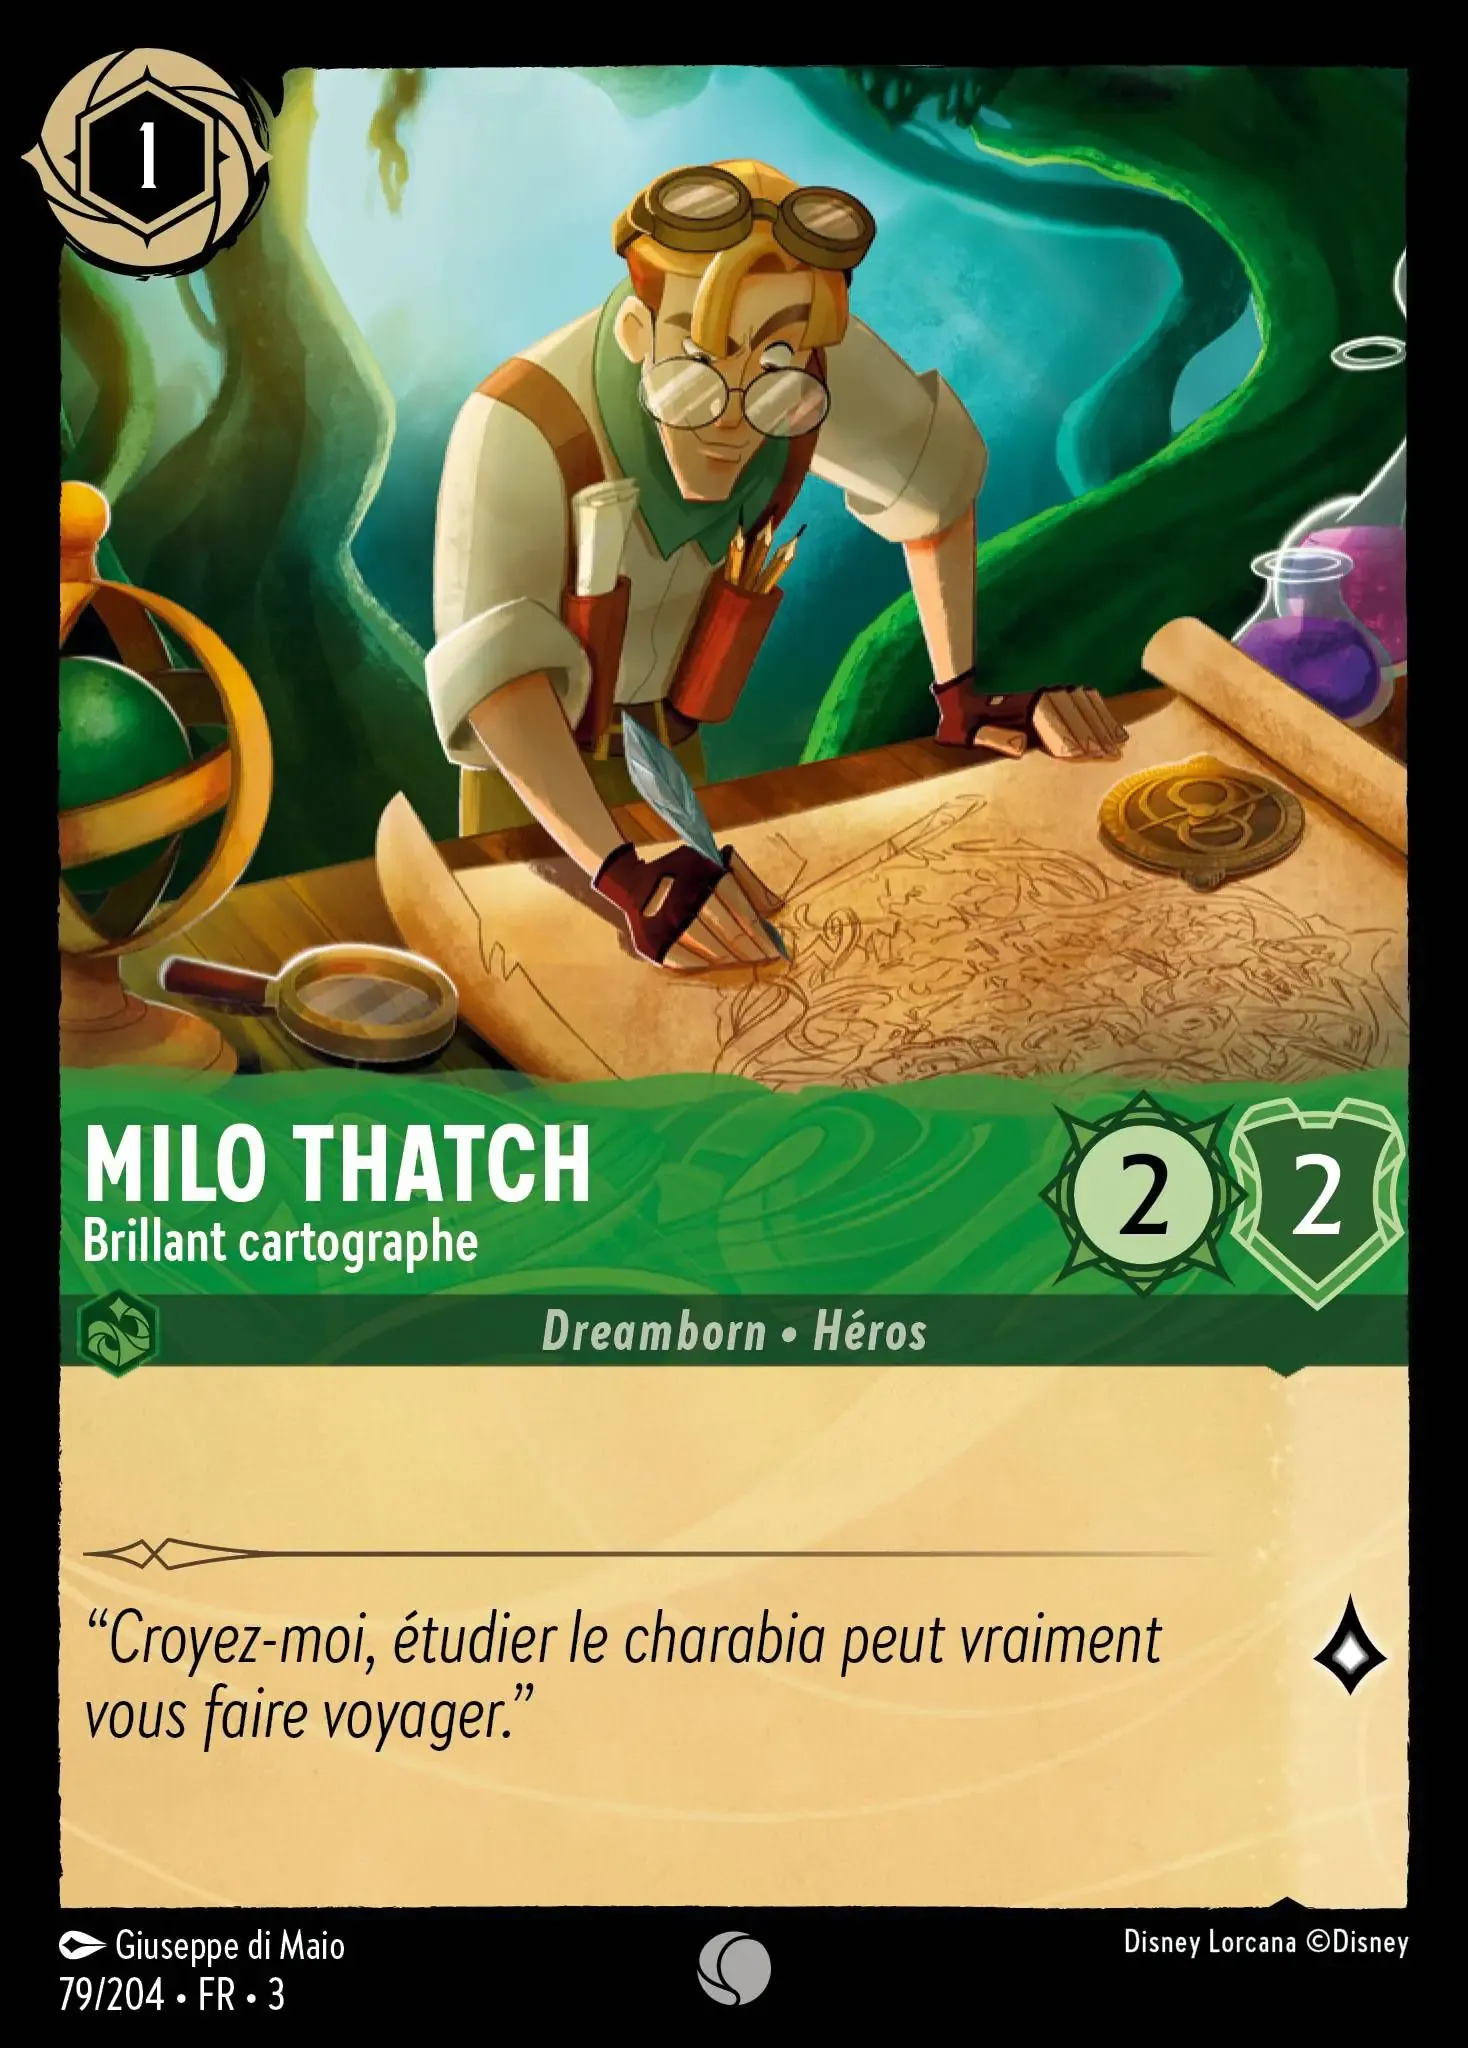 1
MILO THATCH
Brillant cartographe
2
2
Dreamborn • Héros
“Croyez-moi, étudier le charabia peut vraiment
vous faire voyager.”
Giuseppe di Maio
79/204 • FR • 3
Disney Lorcana ©Disney